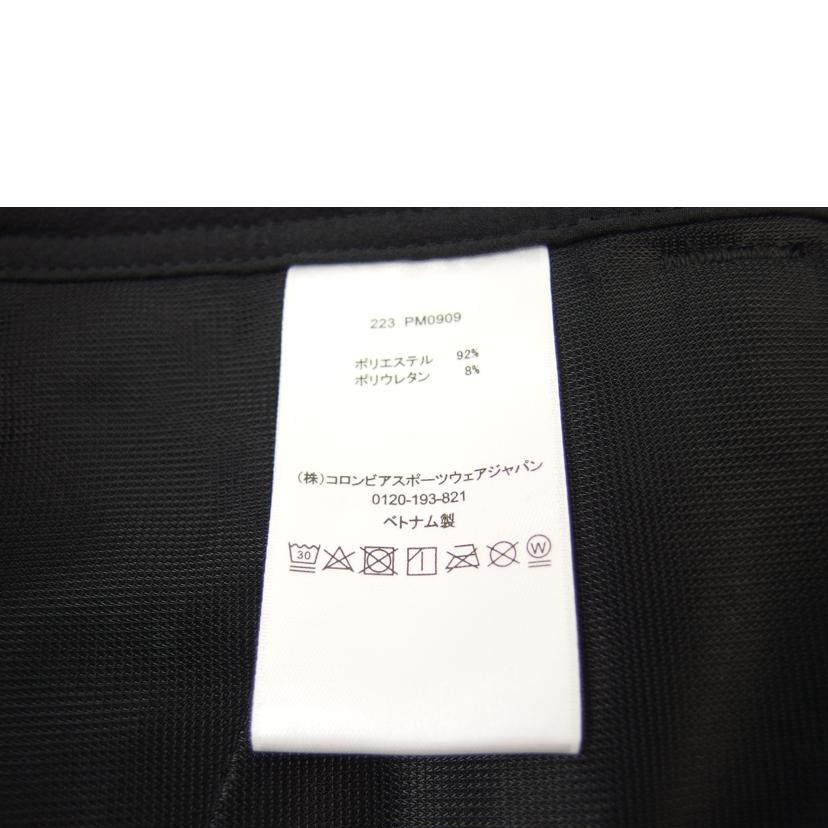 223 PM0909
ポリエステル 92%
ポリウレタン 8%
(株)コロンビアスポーツウェアジャパン
0120-193-821
ベトナム製
30 W